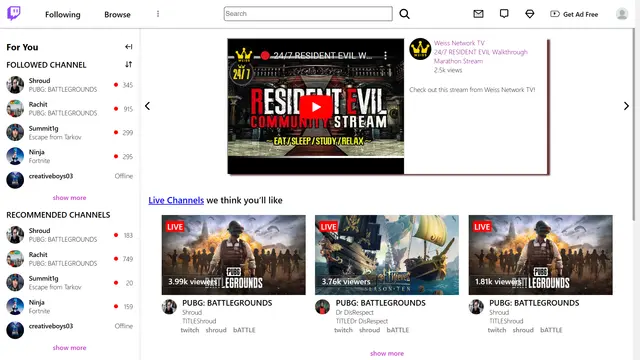 Following
Browse
Search
Get Ad Free
For You
FOLLOWED CHANNEL
Shroud
PUBG: BATTLEGROUNDS
345
Rachit
PUBG: BATTLEGROUNDS
915
Summit1g
Escape from Tarkov
299
Ninja
Fortnite
295
creativeboys03
Offline
show more
RECOMMENDED CHANNELS
Shroud
PUBG: BATTLEGROUNDS
183
Rachit
PUBG: BATTLEGROUNDS
749
Summit1g
Escape from Tarkov
20
Ninja
Fortnite
159
creativeboys03
Offline
show more
24/7 RESIDENT EVIL W...
24/7
RESIDENT EVIL
COMMUNITY STREAM
~ EAT / SLEEP / STUDY / RELAX ~
Weiss Network TV
24/7 RESIDENT EVIL Walkthrough
Marathon Stream
2.5k views
Check out this stream from Weiss Network TV!
Live Channels we think you'll like
LIVE
PUBG
BATTLEGROUNDS
3.99k viewers
PUBG: BATTLEGROUNDS
Shroud
TITLEShroud
twitch shroud bATTLE
LIVE
SEASON TEN
3.76k viewers
PUBG: BATTLEGROUNDS
Dr DisRespect
TITLEDr DisRespect
twitch shroud bATTLE
LIVE
PUBG
BATTLEGROUNDS
1.81k viewers
PUBG: BATTLEGROUNDS
Shroud
TITLEShroud
twitch shroud bATTLE
show more